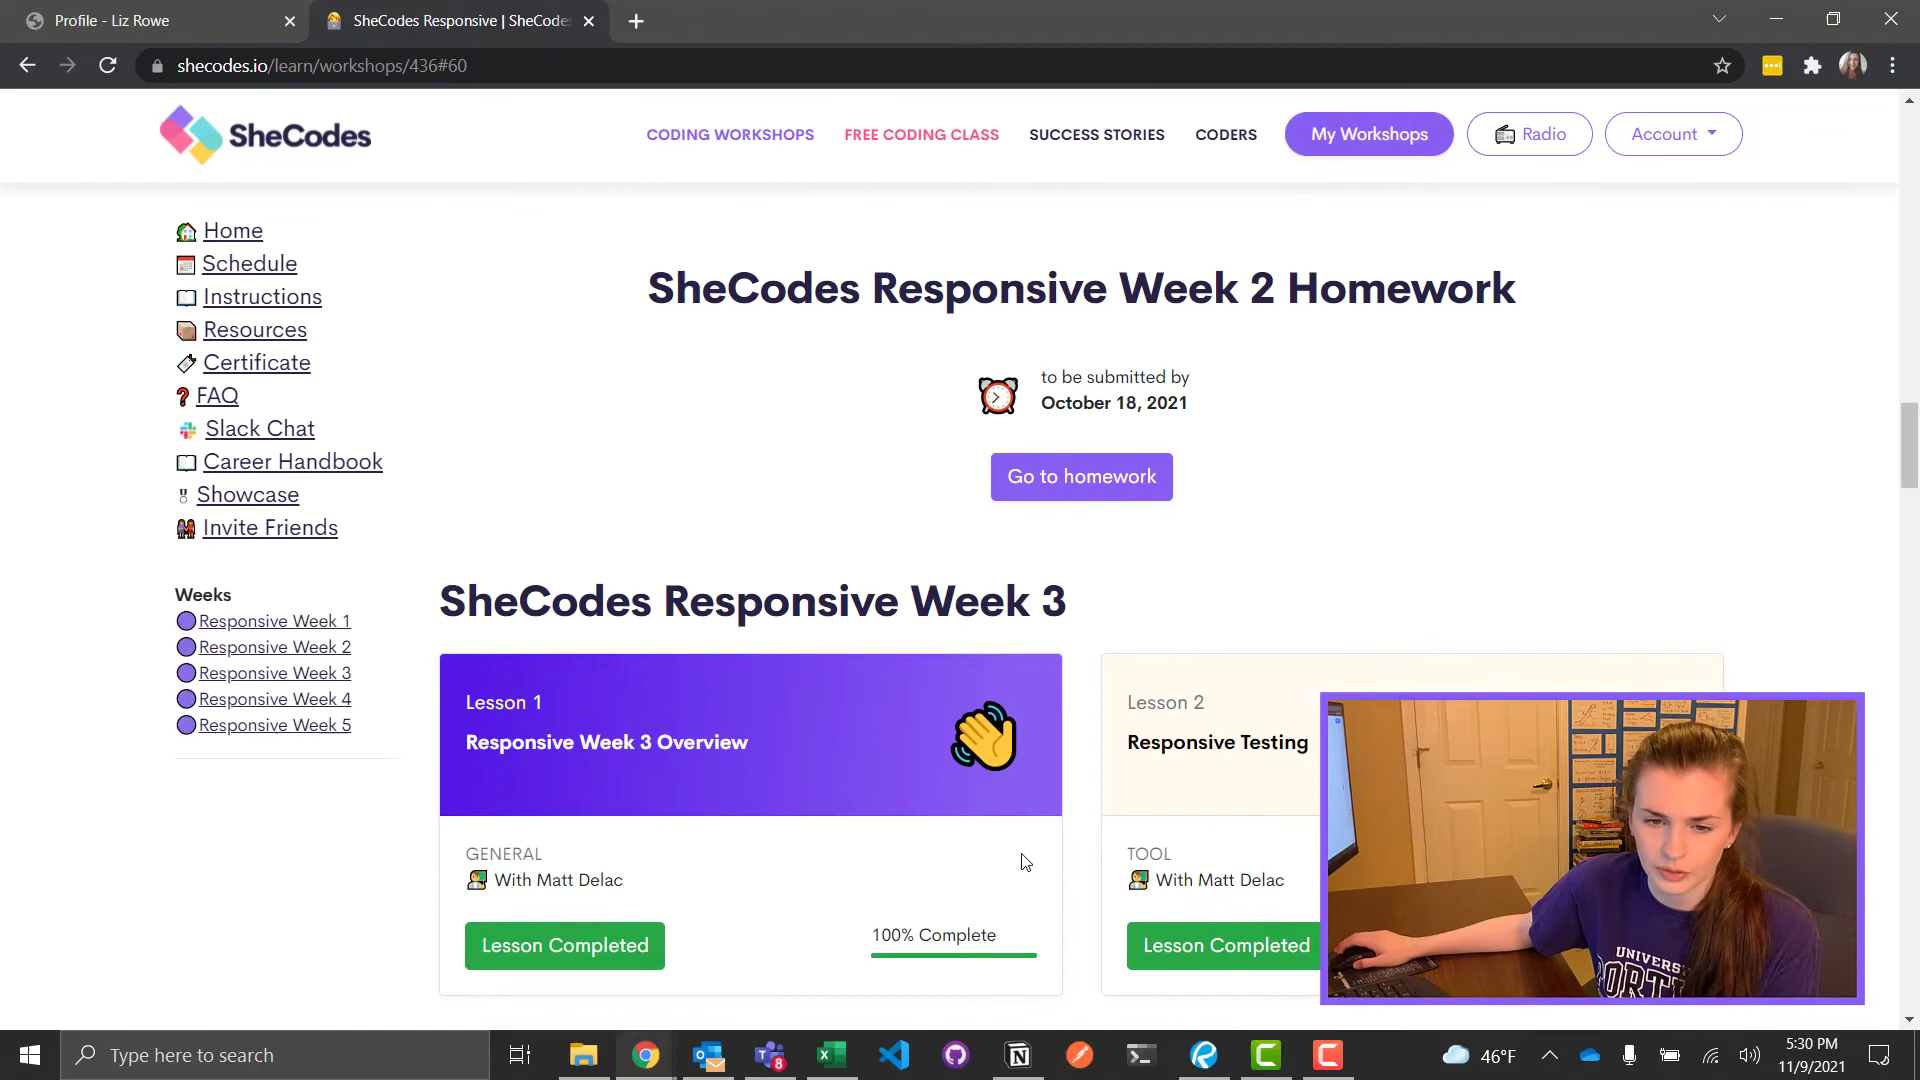 Profile - Liz Rowe
SheCodes Responsive | SheCodes
shecodes.io/learn/workshops/436#60
SheCodes
CODING WORKSHOPS
FREE CODING CLASS
SUCCESS STORIES
CODERS
My Workshops
Radio
Account
Home
Schedule
Instructions
Resources
Certificate
FAQ
Slack Chat
Career Handbook
Showcase
Invite Friends
Weeks
Responsive Week 1
Responsive Week 2
Responsive Week 3
Responsive Week 4
Responsive Week 5
SheCodes Responsive Week 2 Homework
to be submitted by
October 18, 2021
Go to homework
SheCodes Responsive Week 3
Lesson 1
Responsive Week 3 Overview
GENERAL
With Matt Delac
Lesson Completed
100% Complete
Lesson 2
Responsive Testing
TOOL
With Matt Delac
Lesson Completed
UNIVERS
ORT
Type here to search
8
46°F
5:30 PM
11/9/2021